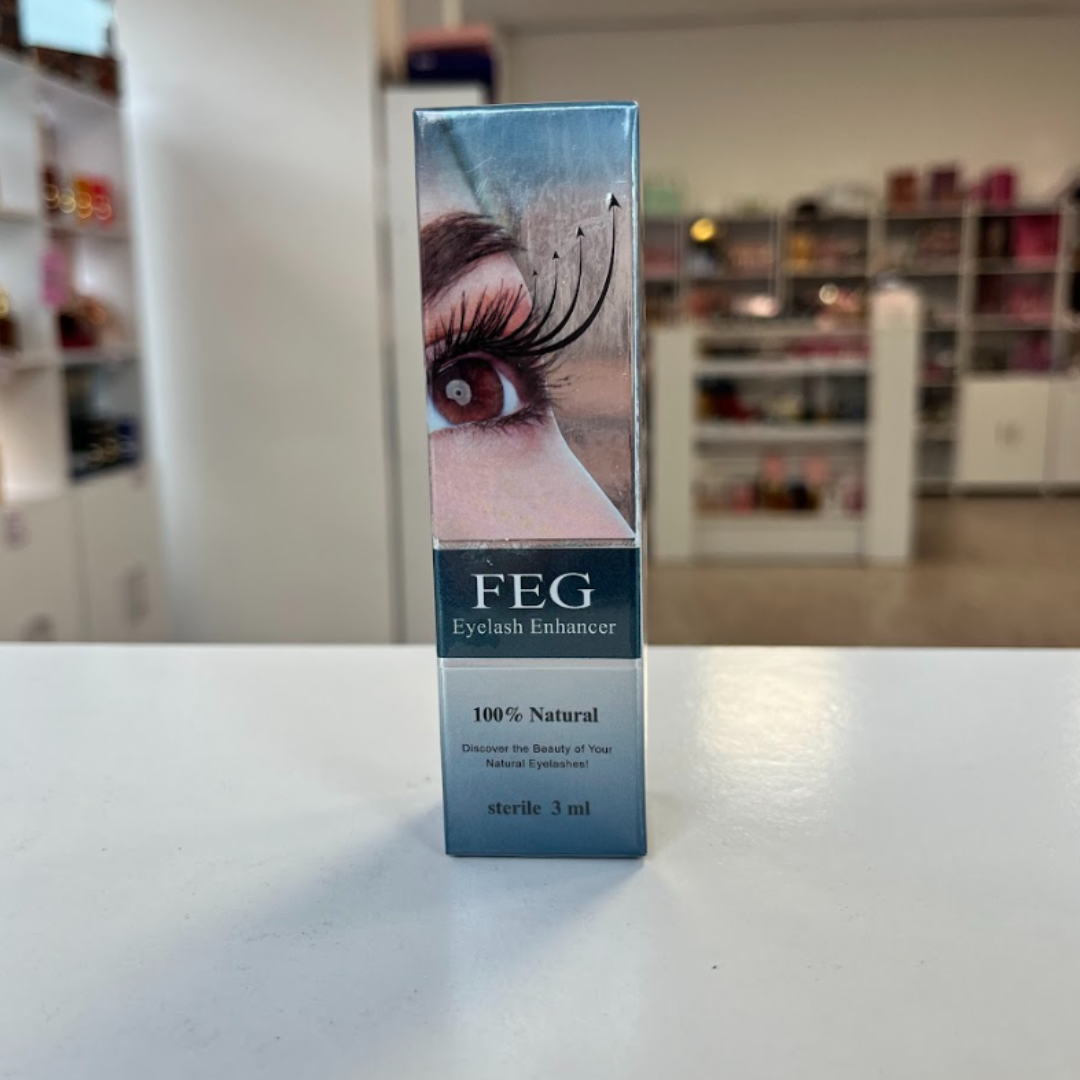 FEG
Eyelash Enhancer
100% Natural
Discover the Beauty of Your
Natural Eyelashes!
sterile 3 ml